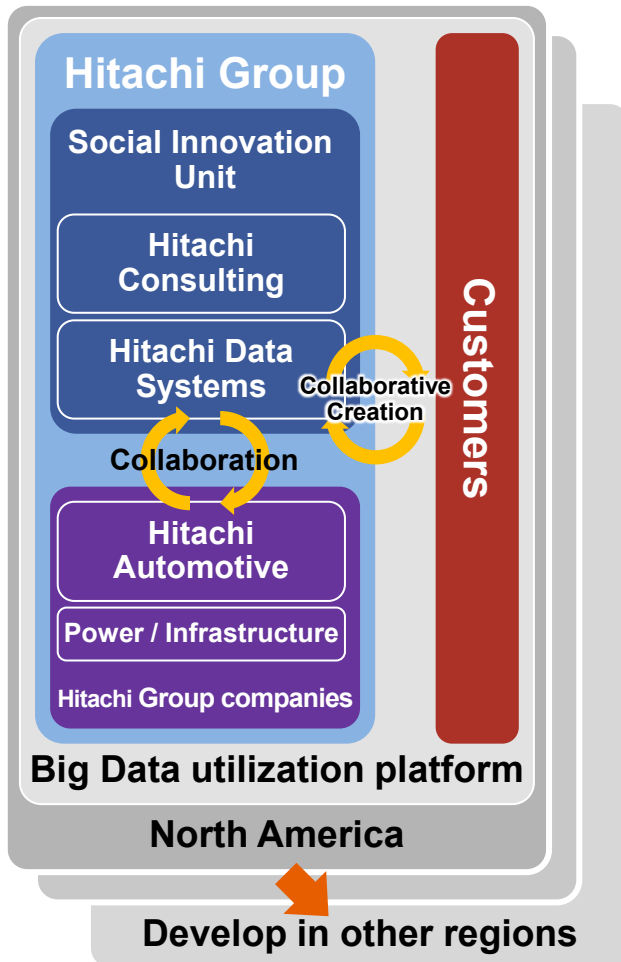 Hitachi Group
Social Innovation
Unit
Hitachi
Consulting
Hitachi Data
Systems
Collaborative
Creation
Customers
Collaboration
Hitachi
Automotive
Power / Infrastructure
Hitachi Group companies
Big Data utilization platform
North America
Develop in other regions